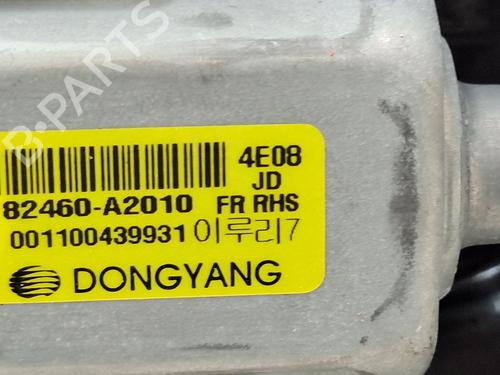 4E08
JD
82460-A2010 FR RHS
001100439931 이루리7
DONGYANG
B-Parts